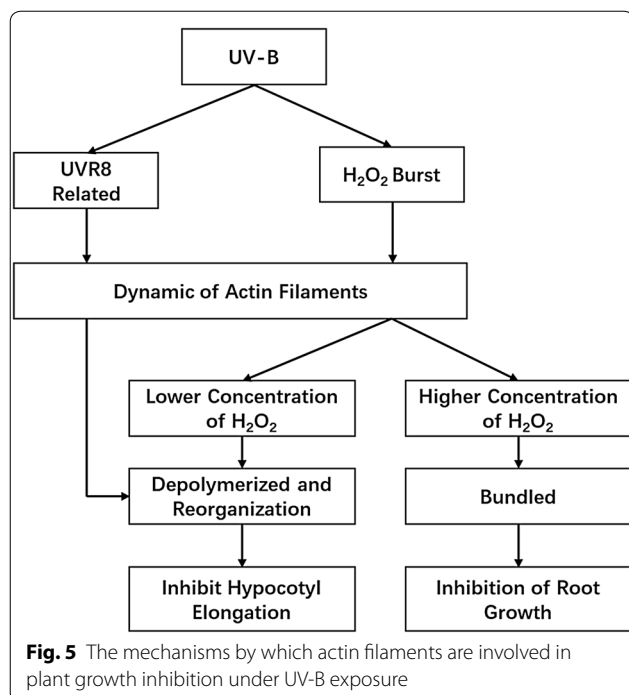 UV-B
UVR8
Related
H₂O₂ Burst
Dynamic of Actin Filaments
Lower Concentration
of H₂O₂
Higher Concentration
of H₂O₂
Depolymerized and
Reorganization
Bundled
Inhibit Hypocotyl
Elongation
Inhibition of Root
Growth
Fig. 5 The mechanisms by which actin filaments are involved in
plant growth inhibition under UV-B exposure